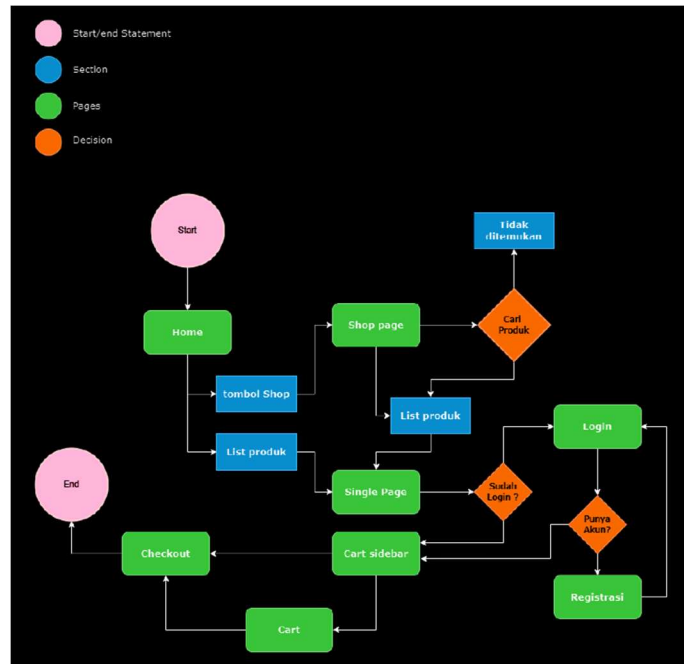 Start/end Statement
Section
Pages
Decision
Tidak
ditemukan
Start
Home
Shop page
Cari
Produk
tombol Shop
List produk
List produk
Login
End
Single Page
Sudah
Login ?
Punya
Akun?
Checkout
Cart sidebar
Registrasi
Cart